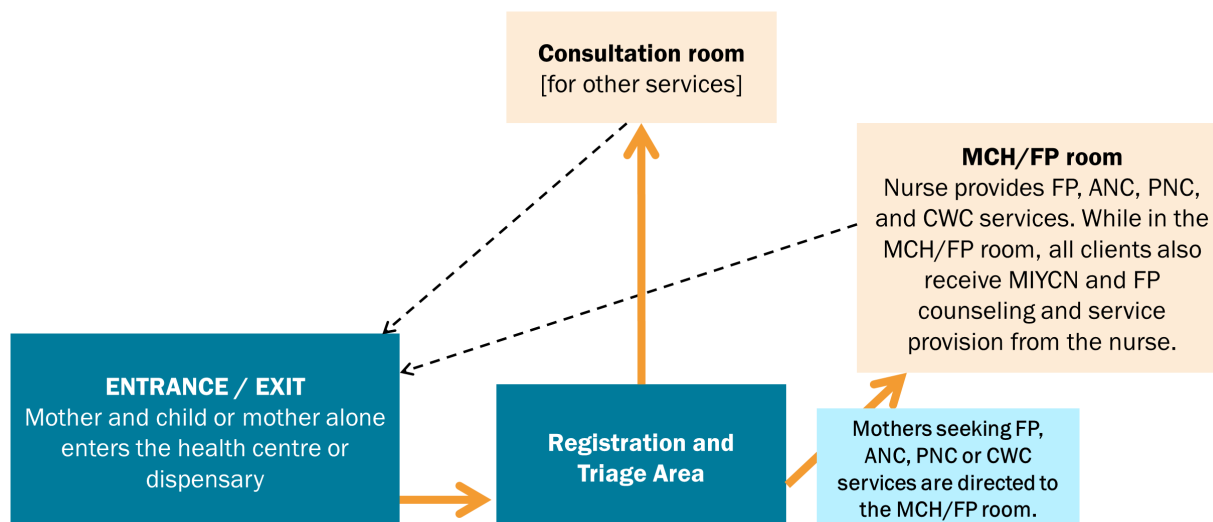 Consultation room
[for other services]
MCH/FP room
Nurse provides FP, ANC, PNC,
and CWC services. While in the
MCH/FP room, all clients also
receive MIYCN and FP
counseling and service
provision from the nurse.
ENTRANCE / EXIT
Mother and child or mother alone
enters the health centre or
dispensary
Registration and
Triage Area
Mothers seeking FP,
ANC, PNC or CWC
services are directed to
the MCH/FP room.